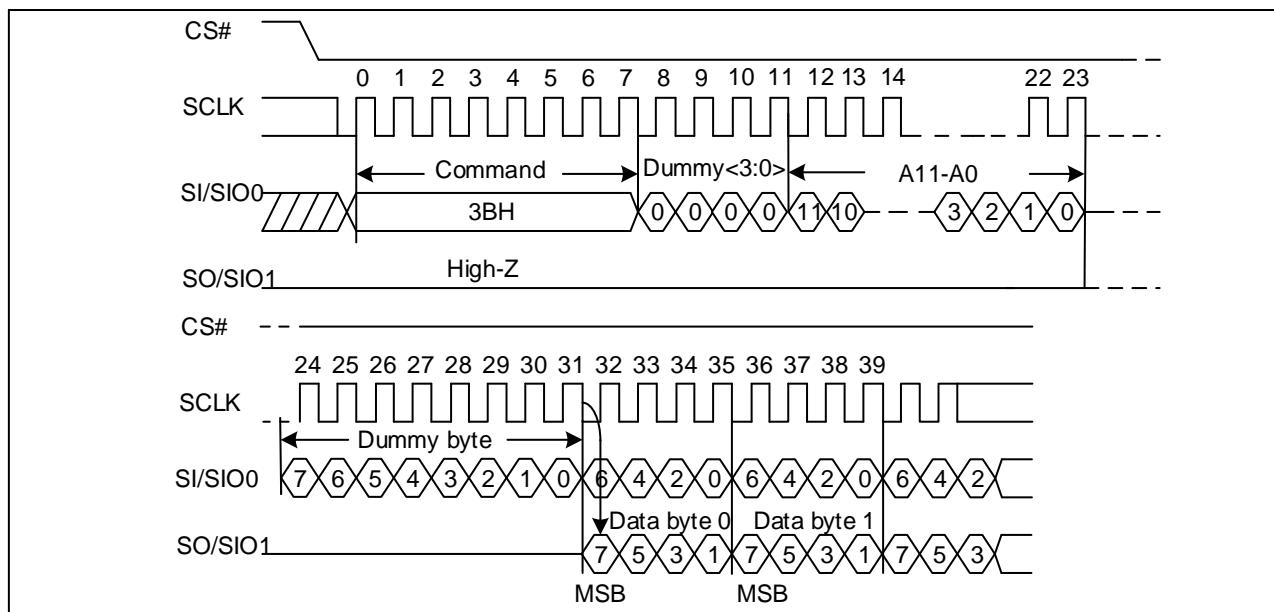 CS#
0 1 2 3 4 5 6 7 8 9 10 11 12 13 14 22 23
SCLK
Command Dummy<3:0> A11-A0
SI/SIO0 3BH 0 0 0 0 11 10 3 2 1 0
High-Z
SO/SIO1
CS#
24 25 26 27 28 29 30 31 32 33 34 35 36 37 38 39
SCLK
Dummy byte
SI/SIO0 7 6 5 4 3 2 1 0 6 4 2 0 6 4 2 0 6 4 2
Data byte 0 Data byte 1
SO/SIO1 7 5 3 1 7 5 3 1 7 5 3
MSB MSB